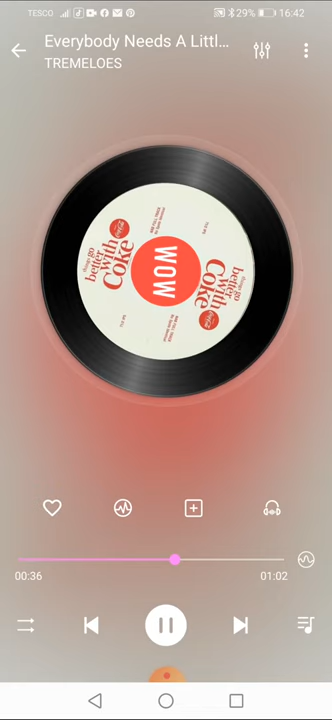 TESCO 29% 16:42
Everybody Needs A Littl...
TREMELOES
things go
better
with
Coke
WOW
things go
better
with
Coke
00:36 01:02